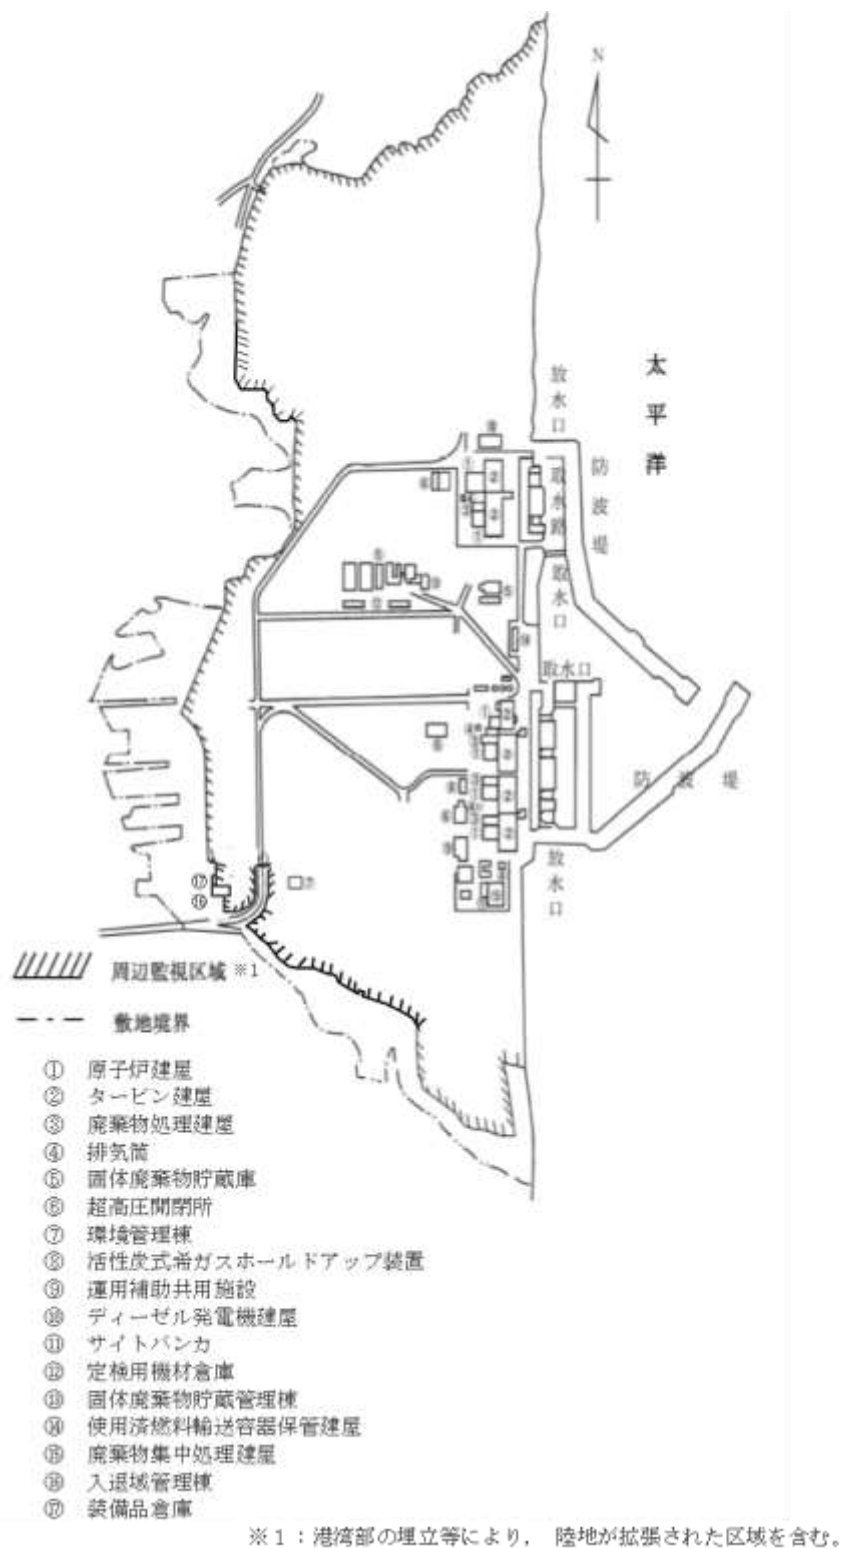 N
太平洋
放水口
取水路
防波堤
取水口
取水口
防波堤
放水口
⑰
⑯
周辺監視区域 ※1
敷地境界
① 原子炉建屋
② タービン建屋
③ 廃棄物処理建屋
④ 排気筒
⑤ 固体廃棄物貯蔵庫
⑥ 超高圧開閉所
⑦ 環境管理棟
⑧ 活性炭式希ガスホールドアップ装置
⑨ 運用補助共用施設
⑩ ディーゼル発電機建屋
⑪ サイトバンカ
⑫ 定検用機材倉庫
⑬ 固体廃棄物貯蔵管理棟
⑭ 使用済燃料輸送容器保管建屋
⑮ 廃棄物集中処理建屋
⑯ 入退域管理棟
⑰ 装備品倉庫
※1：港湾部の埋立等により， 陸地が拡張された区域を含む。